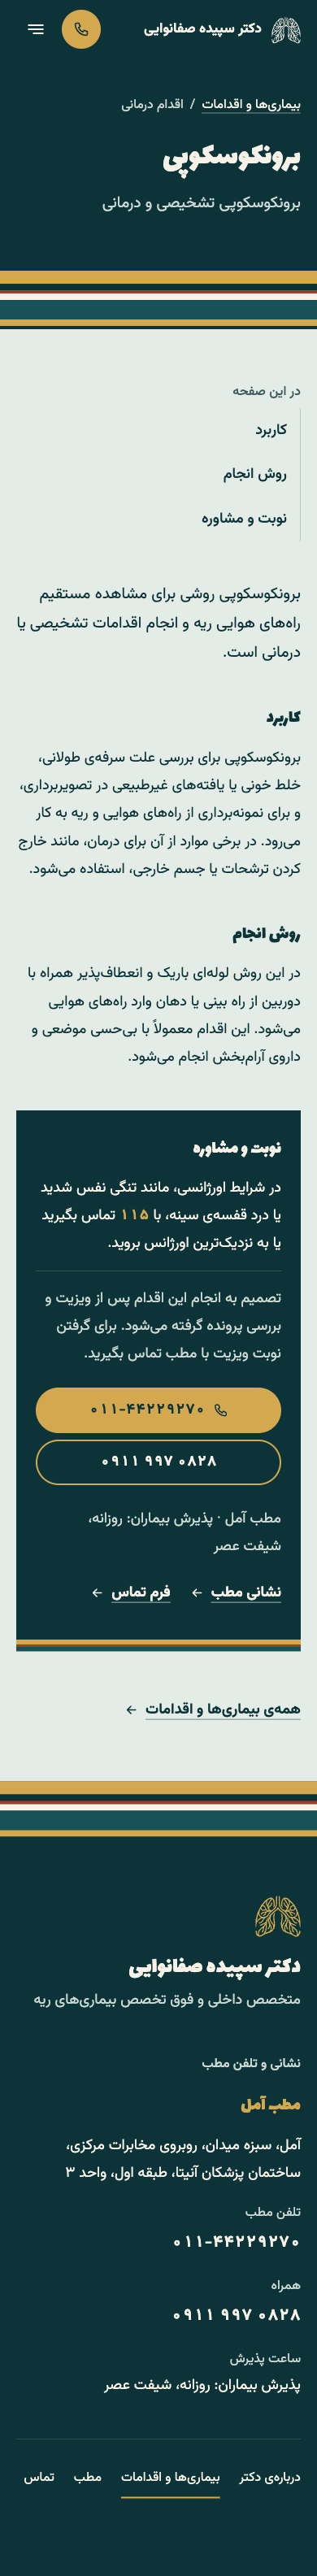 دکتر سپیده صفانوایی
بیماری‌ها و اقدامات / اقدام درمانی
برونکوسکوپی
برونکوسکوپی تشخیصی و درمانی
در این صفحه
کاربرد
روش انجام
نوبت و مشاوره
برونکوسکوپی روشی برای مشاهده مستقیم
راه‌های هوایی ریه و انجام اقدامات تشخیصی یا
درمانی است.
کاربرد
برونکوسکوپی برای بررسی علت سرفه‌ی طولانی،
خلط خونی یا یافته‌های غیرطبیعی در تصویربرداری،
و برای نمونه‌برداری از راه‌های هوایی و ریه به کار
می‌رود. در برخی موارد از آن برای درمان، مانند خارج
کردن ترشحات یا جسم خارجی، استفاده می‌شود.
روش انجام
در این روش لوله‌ای باریک و انعطاف‌پذیر همراه با
دوربین از راه بینی یا دهان وارد راه‌های هوایی
می‌شود. این اقدام معمولاً با بی‌حسی موضعی و
داروی آرام‌بخش انجام می‌شود.
نوبت و مشاوره
در شرایط اورژانسی، مانند تنگی نفس شدید
یا درد قفسه‌ی سینه، با ۱۱۵ تماس بگیرید
یا به نزدیک‌ترین اورژانس بروید.
تصمیم به انجام این اقدام پس از ویزیت و
بررسی پرونده گرفته می‌شود. برای گرفتن
نوبت ویزیت با مطب تماس بگیرید.
۰۱۱-۴۴۲۲۹۲۷۰
۰۹۱۱ ۹۹۷ ۰۸۲۸
مطب آمل · پذیرش بیماران: روزانه،
شیفت عصر
نشانی مطب ← فرم تماس ←
همه‌ی بیماری‌ها و اقدامات ←
دکتر سپیده صفانوایی
متخصص داخلی و فوق تخصص بیماری‌های ریه
نشانی و تلفن مطب
مطب آمل
آمل، سبزه میدان، روبروی مخابرات مرکزی،
ساختمان پزشکان آنیتا، طبقه اول، واحد ۳
تلفن مطب
۰۱۱-۴۴۲۲۹۲۷۰
همراه
۰۹۱۱ ۹۹۷ ۰۸۲۸
ساعت پذیرش
پذیرش بیماران: روزانه، شیفت عصر
درباره‌ی دکتر بیماری‌ها و اقدامات مطب تماس